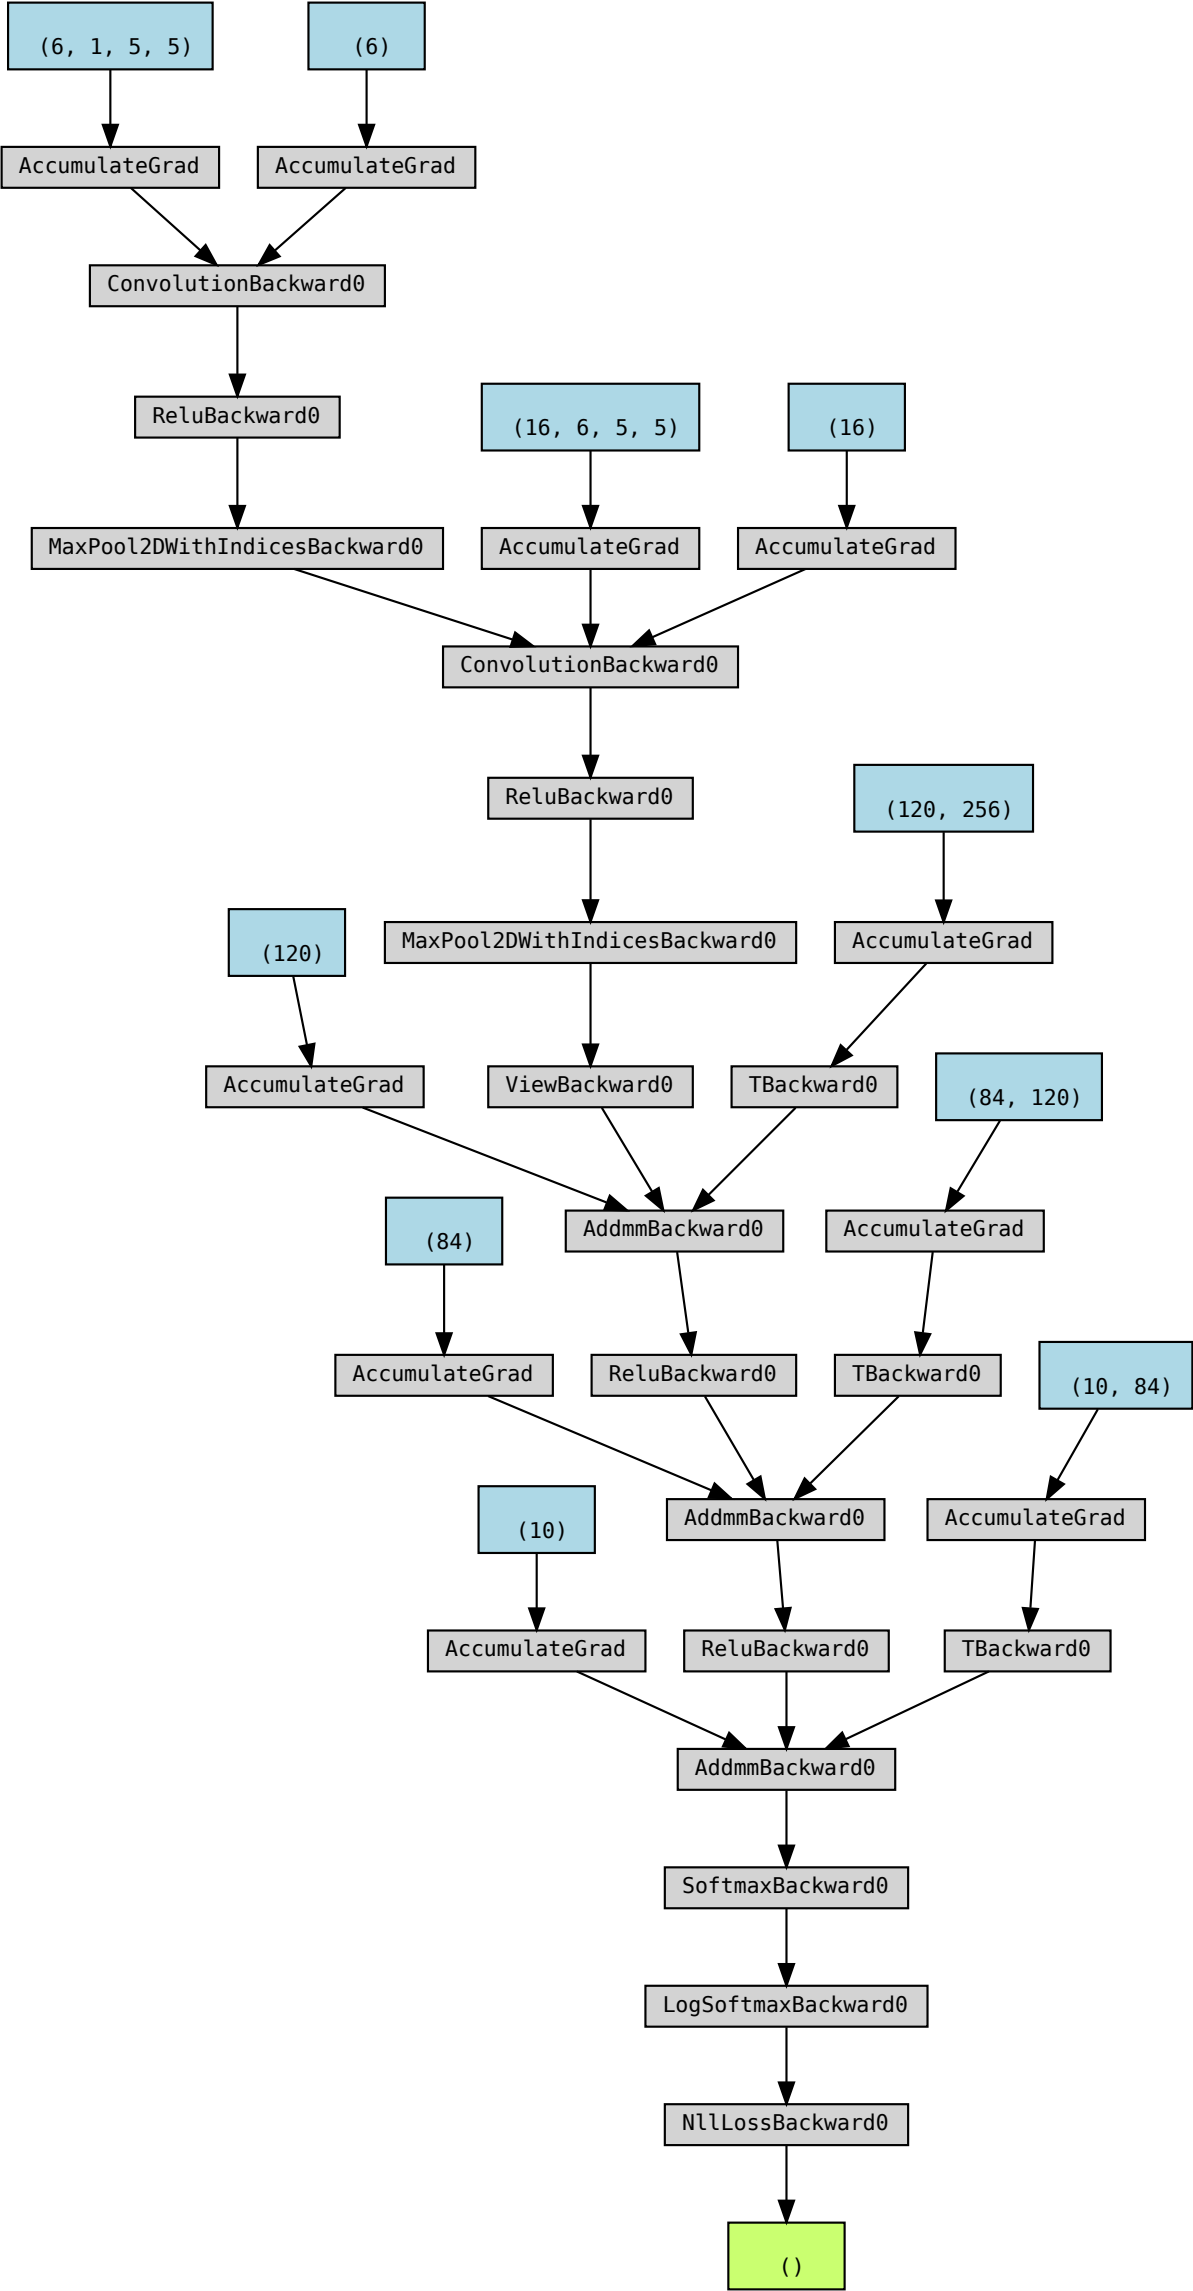 (6, 1, 5, 5)
(6)
AccumulateGrad
AccumulateGrad
ConvolutionBackward0
ReluBackward0
(16, 6, 5, 5)
(16)
MaxPool2DWithIndicesBackward0
AccumulateGrad
AccumulateGrad
ConvolutionBackward0
ReluBackward0
(120, 256)
(120)
MaxPool2DWithIndicesBackward0
AccumulateGrad
AccumulateGrad
ViewBackward0
TBackward0
(84, 120)
(84)
AddmmBackward0
AccumulateGrad
AccumulateGrad
ReluBackward0
TBackward0
(10, 84)
(10)
AddmmBackward0
AccumulateGrad
AccumulateGrad
ReluBackward0
TBackward0
AddmmBackward0
SoftmaxBackward0
LogSoftmaxBackward0
NllLossBackward0
()